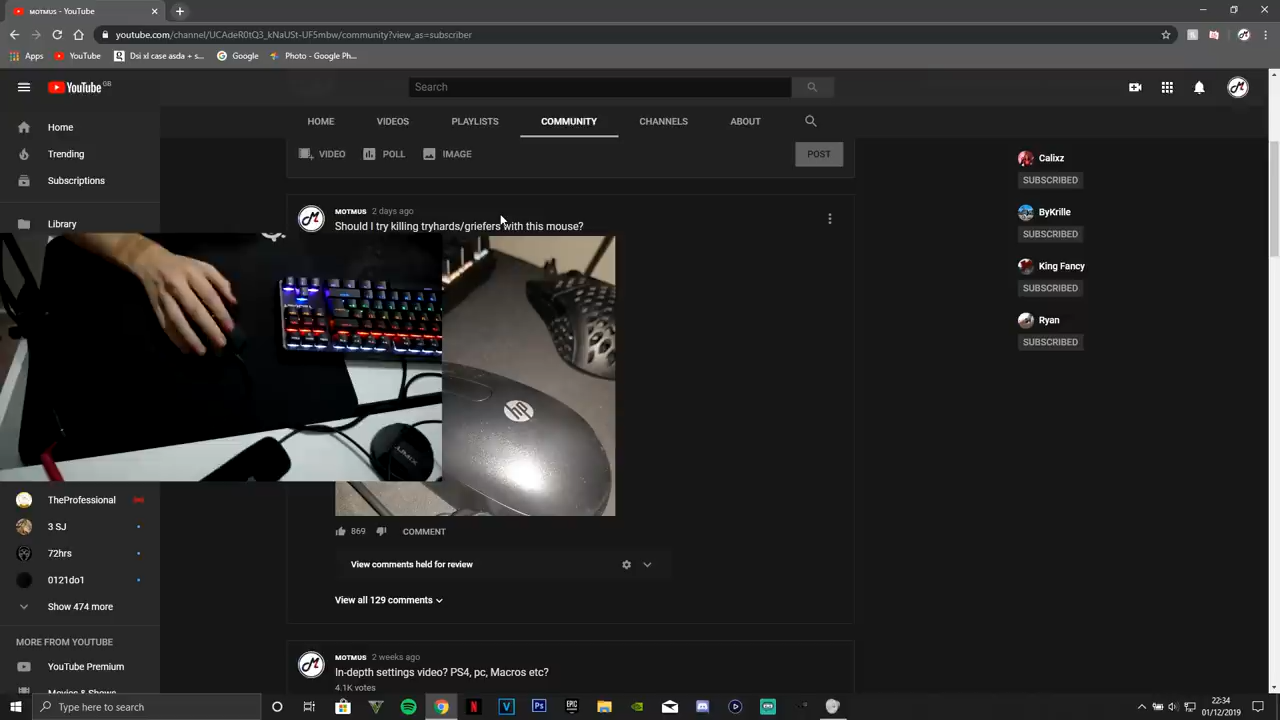 MOTMUS - YouTube
youtube.com/channel/UCAdeR0tQ3_kNaUSt-UF5mbw/community?view_as=subscriber
Apps YouTube Dsi xl case asda + s... Google Photo - Google Ph...
YouTube GB
Search
HOME VIDEOS PLAYLISTS COMMUNITY CHANNELS ABOUT
Home
Trending
Subscriptions
Library
VIDEO POLL IMAGE POST
MOTMUS 2 days ago
Should I try killing tryhards/griefers with this mouse?
hp
869 COMMENT
View comments held for review
View all 129 comments
MOTMUS 2 weeks ago
In-depth settings video? PS4, pc, Macros etc?
4.1K votes
Calixz
SUBSCRIBED
ByKrille
SUBSCRIBED
King Fancy
SUBSCRIBED
Ryan
SUBSCRIBED
TheProfessional
3 SJ
72hrs
0121do1
Show 474 more
MORE FROM YOUTUBE
YouTube Premium
Movies & Shows
Type here to search
22:34
01/12/2019